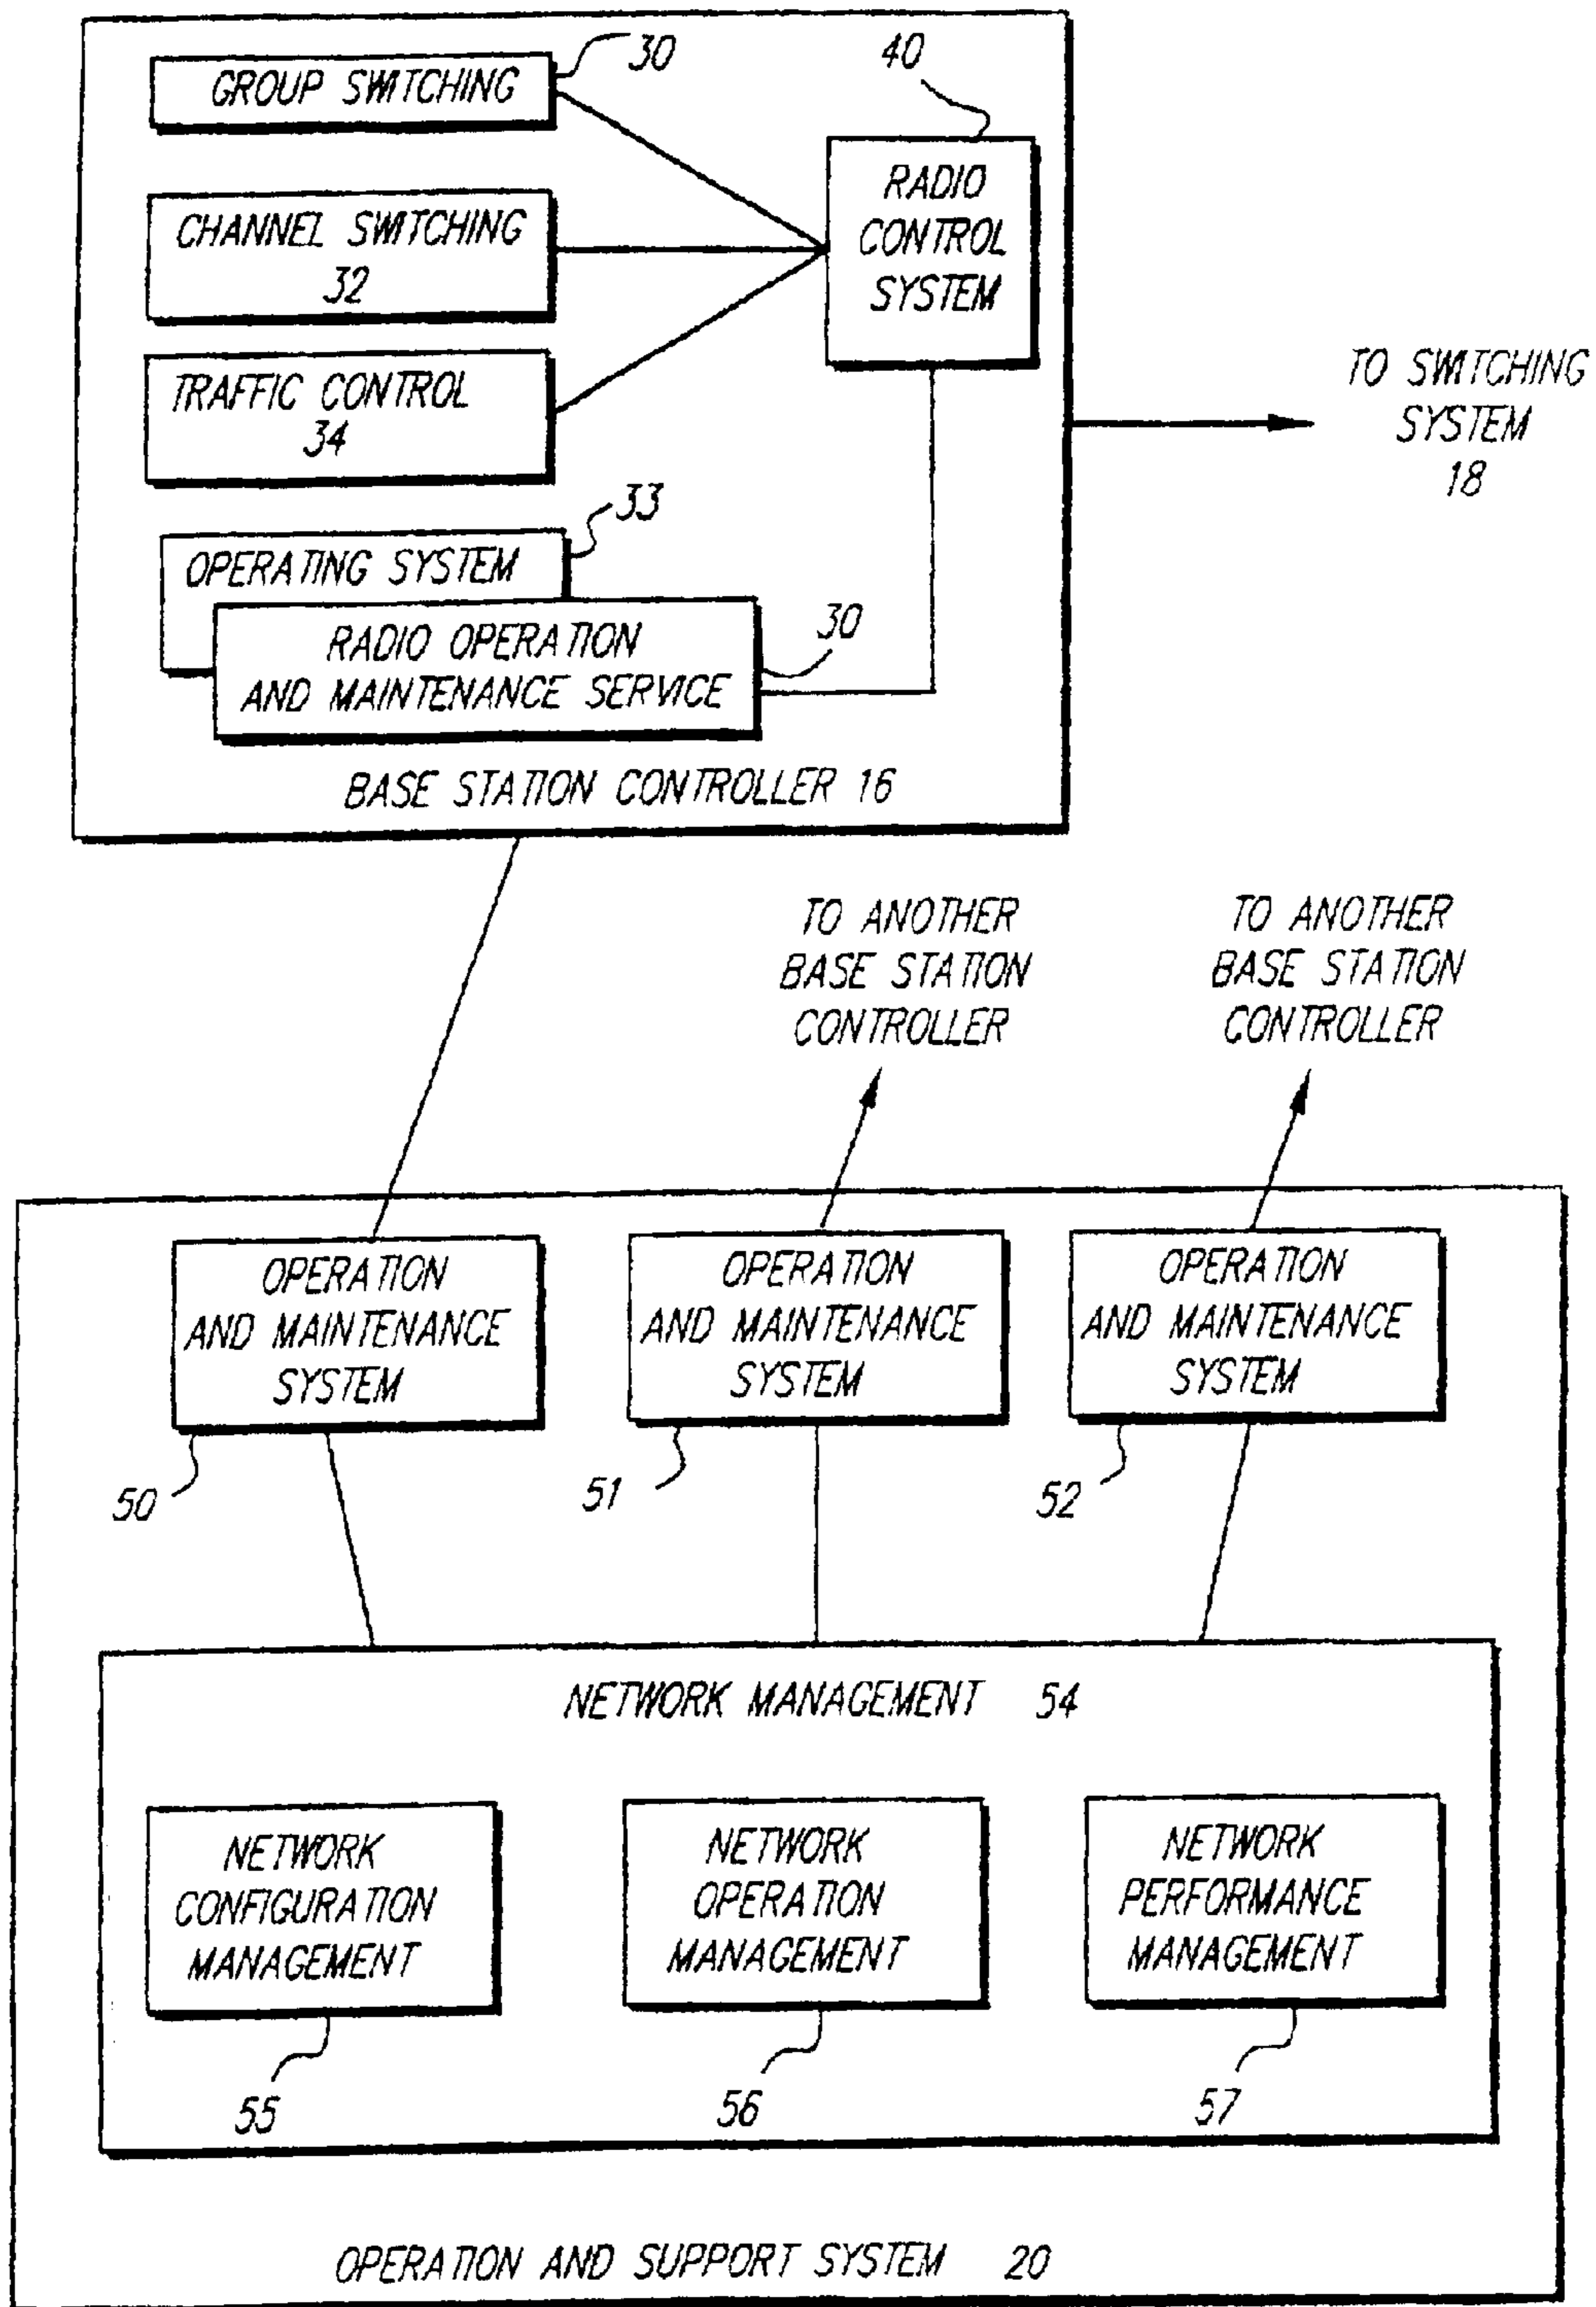 GROUP SWITCHING
30
40
RADIO
CONTROL
SYSTEM
CHANNEL SWITCHING
32
TRAFFIC CONTROL
34
TO SWITCHING
SYSTEM
18
33
OPERATING SYSTEM
30
RADIO OPERATION
AND MAINTENANCE SERVICE
BASE STATION CONTROLLER 16
TO ANOTHER
BASE STATION
CONTROLLER
TO ANOTHER
BASE STATION
CONTROLLER
OPERATION
AND MAINTENANCE
SYSTEM
50
OPERATION
AND MAINTENANCE
SYSTEM
51
OPERATION
AND MAINTENANCE
SYSTEM
52
NETWORK MANAGEMENT 54
NETWORK
CONFIGURATION
MANAGEMENT
55
NETWORK
OPERATION
MANAGEMENT
56
NETWORK
PERFORMANCE
MANAGEMENT
57
OPERATION AND SUPPORT SYSTEM 20